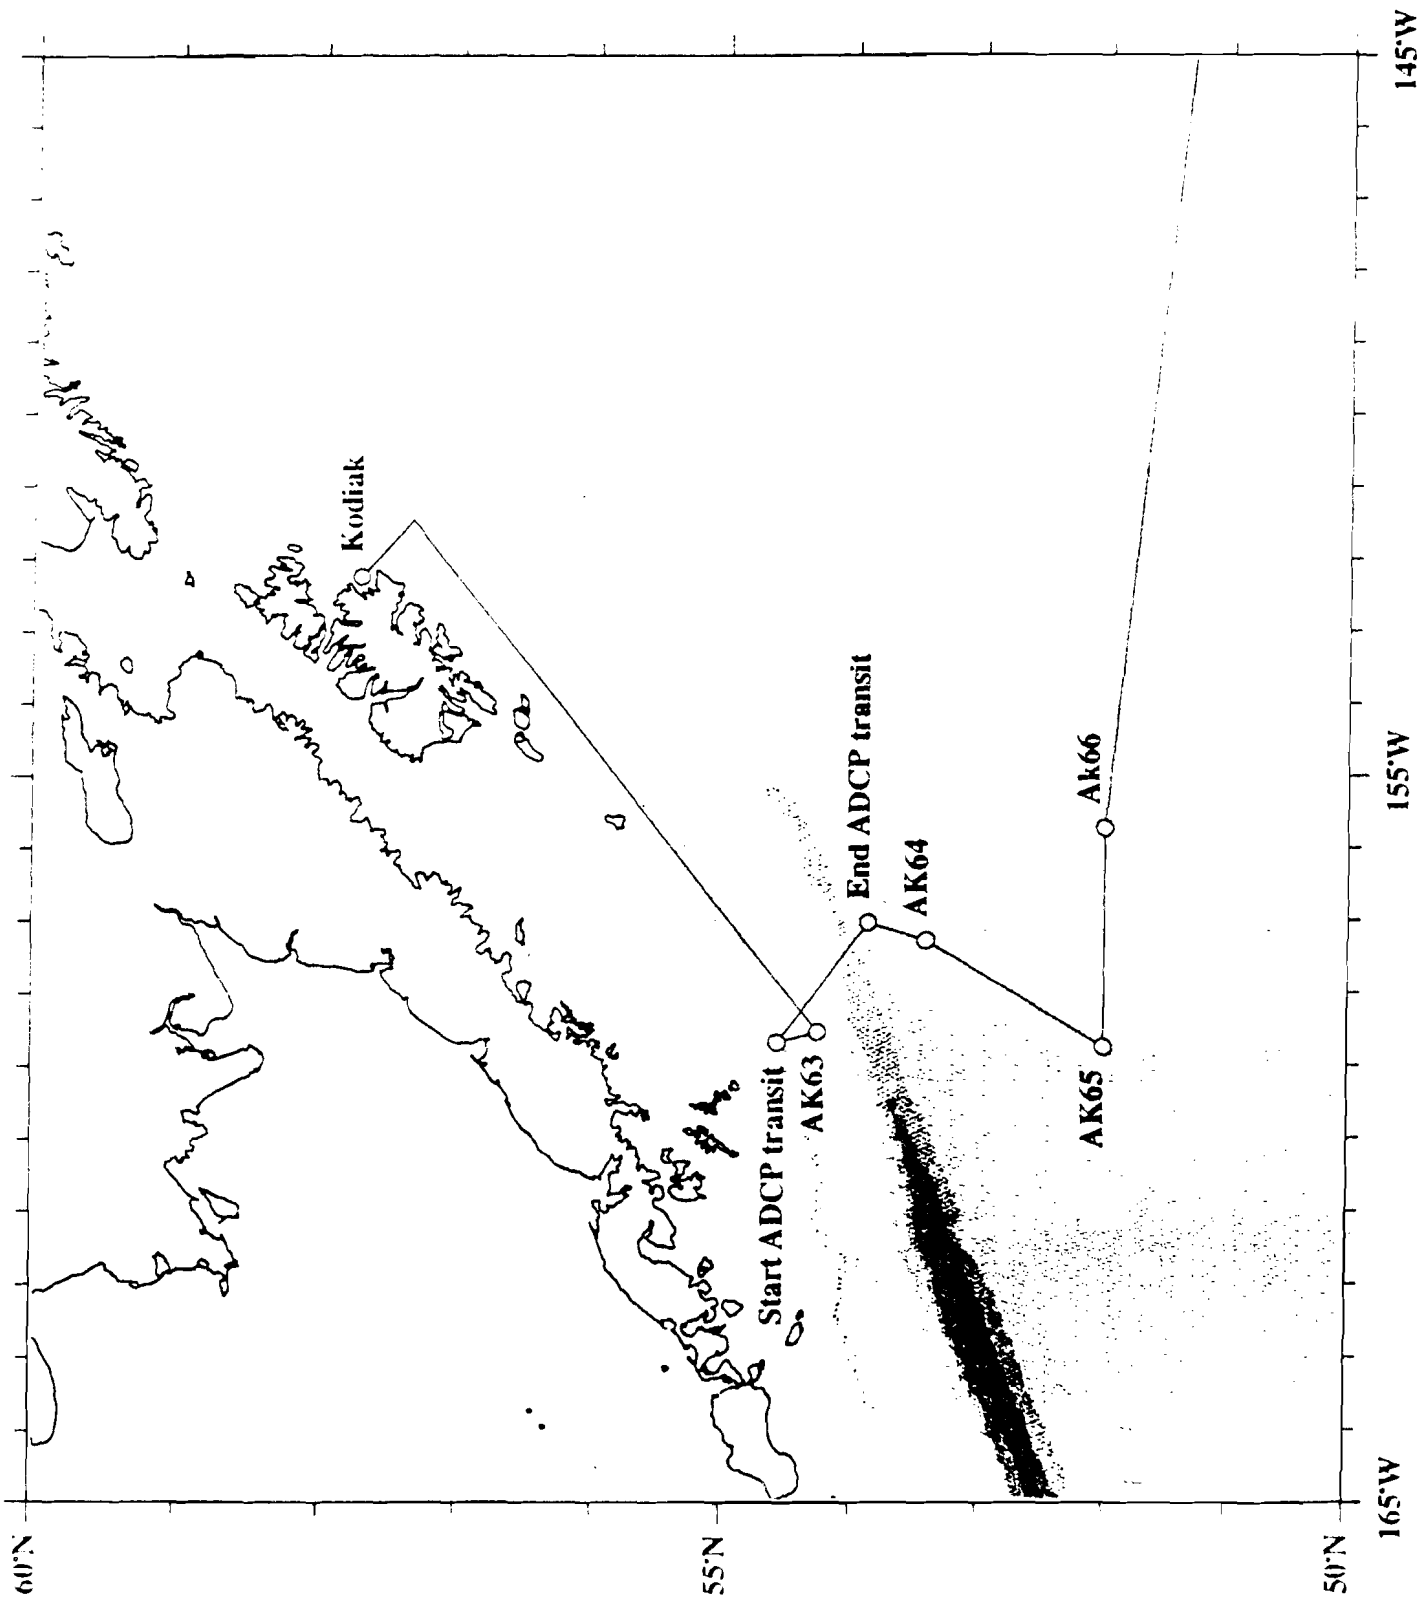 60°N
55°N
50°N
165°W
155°W
145°W
Kodiak
Start ADCP transit
AK63
End ADCP transit
AK64
AK65
Ak66